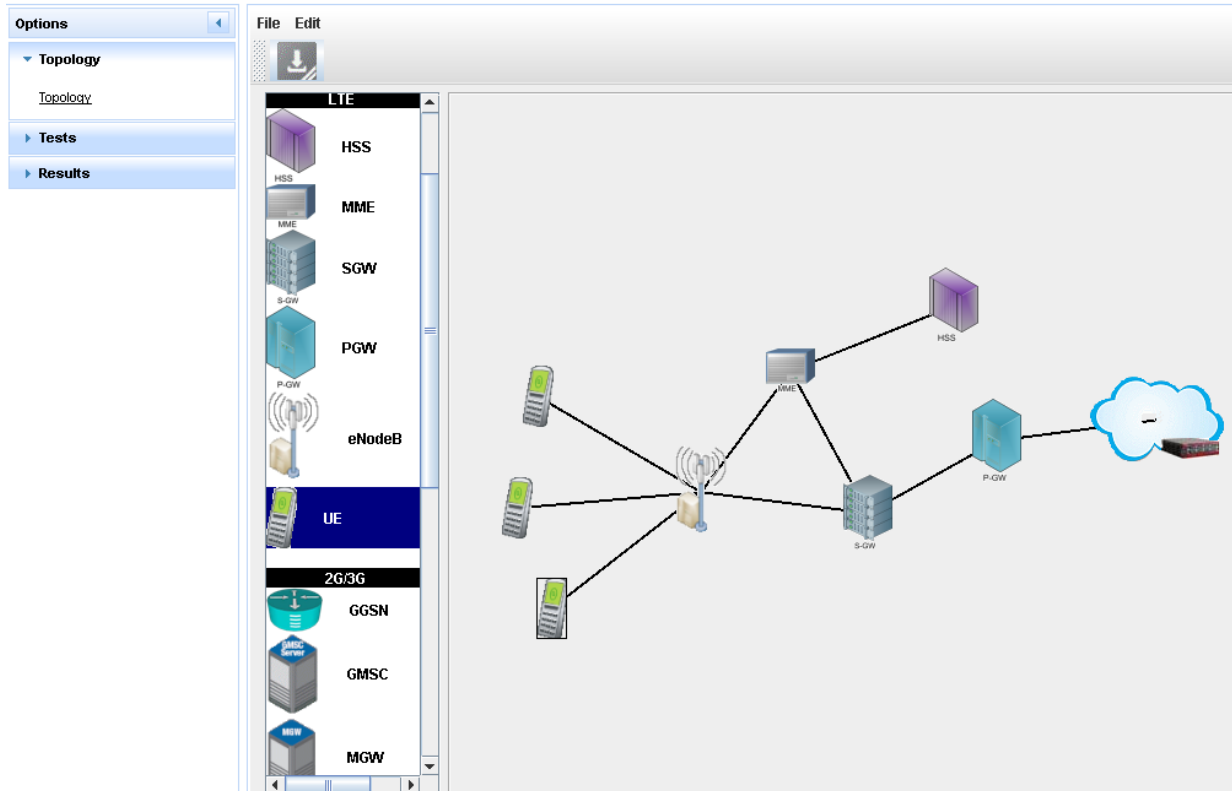 Options
Topology
Topology
Tests
Results
File Edit
LTE
HSS
HSS
MME
MME
SGW
S-GW
PGW
P-GW
eNodeB
UE
2G/3G
GGSN
GMSC
Server
GMSC
MGW
MGW
HSS
MME
P-GW
S-GW